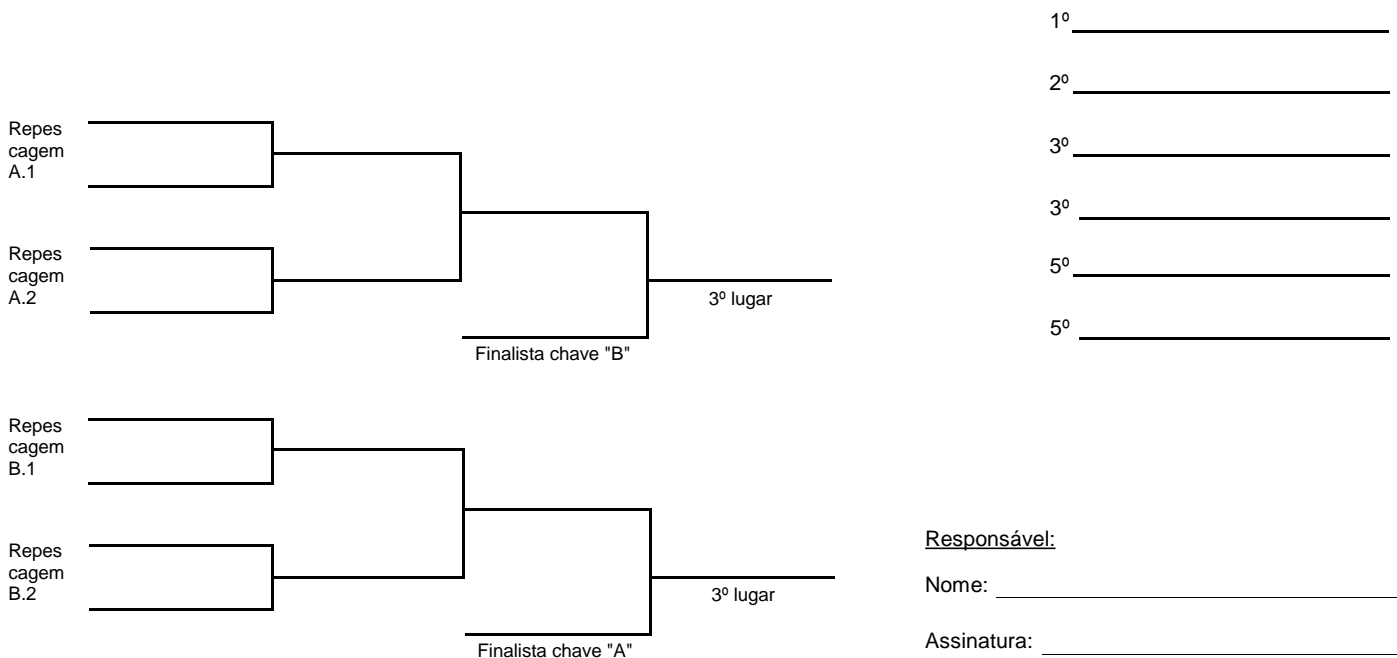 1º
2º
3º
3º
5º
5º
Repes
cagem
A.1
Repes
cagem
A.2
3º lugar
Finalista chave "B"
Repes
cagem
B.1
Repes
cagem
B.2
3º lugar
Finalista chave "A"
Responsável:
Nome:
Assinatura: